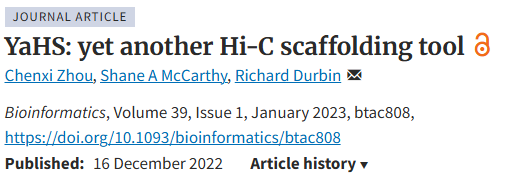 JOURNAL ARTICLE
YaHS: yet another Hi-C scaffolding tool
Chenxi Zhou, Shane A McCarthy, Richard Durbin
Bioinformatics, Volume 39, Issue 1, January 2023, btac808,
https://doi.org/10.1093/bioinformatics/btac808
Published: 16 December 2022 Article history